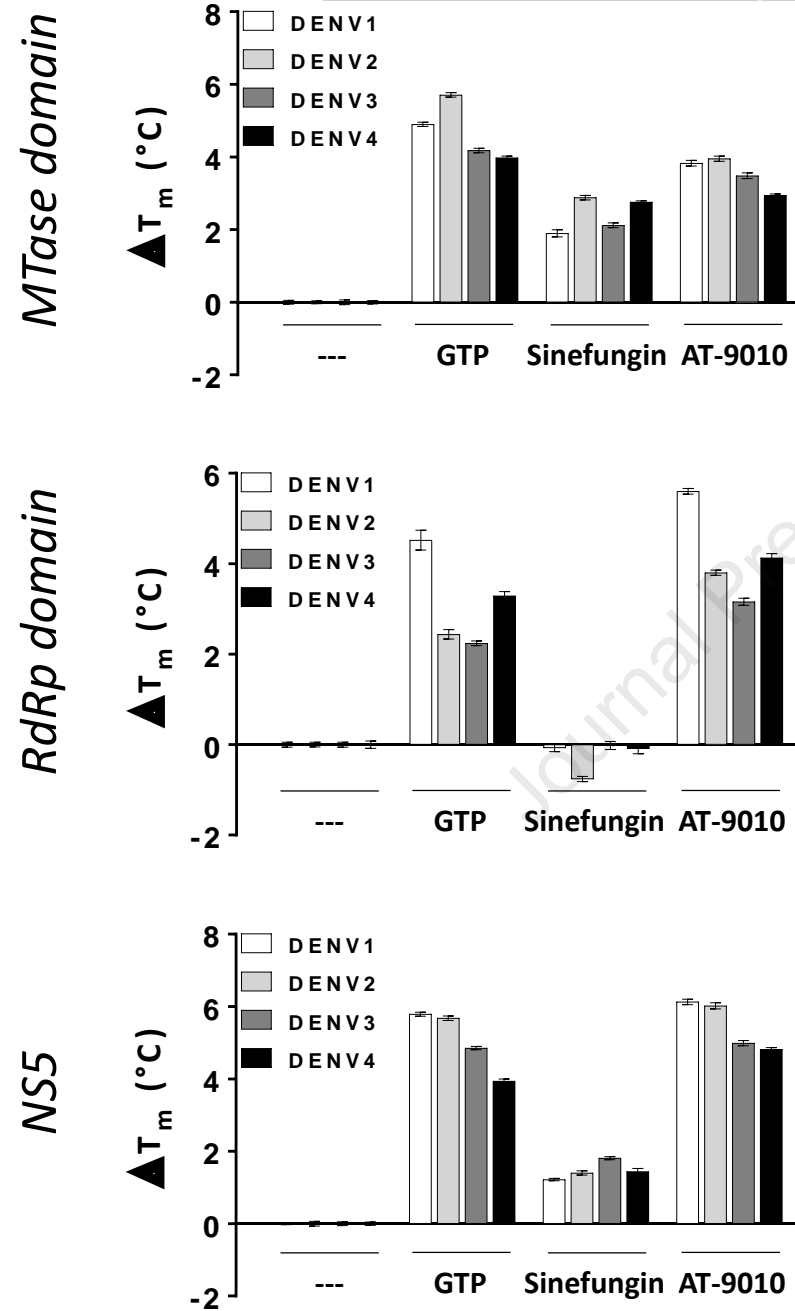 MTase domain
ΔTm (°C)
8
6
4
2
0
-2
DENV1
DENV2
DENV3
DENV4
---
GTP
Sinefungin
AT-9010
RdRp domain
ΔTm (°C)
6
4
2
0
-2
DENV1
DENV2
DENV3
DENV4
---
GTP
Sinefungin
AT-9010
Journal Pre
NS5
ΔTm (°C)
8
6
4
2
0
-2
DENV1
DENV2
DENV3
DENV4
---
GTP
Sinefungin
AT-9010